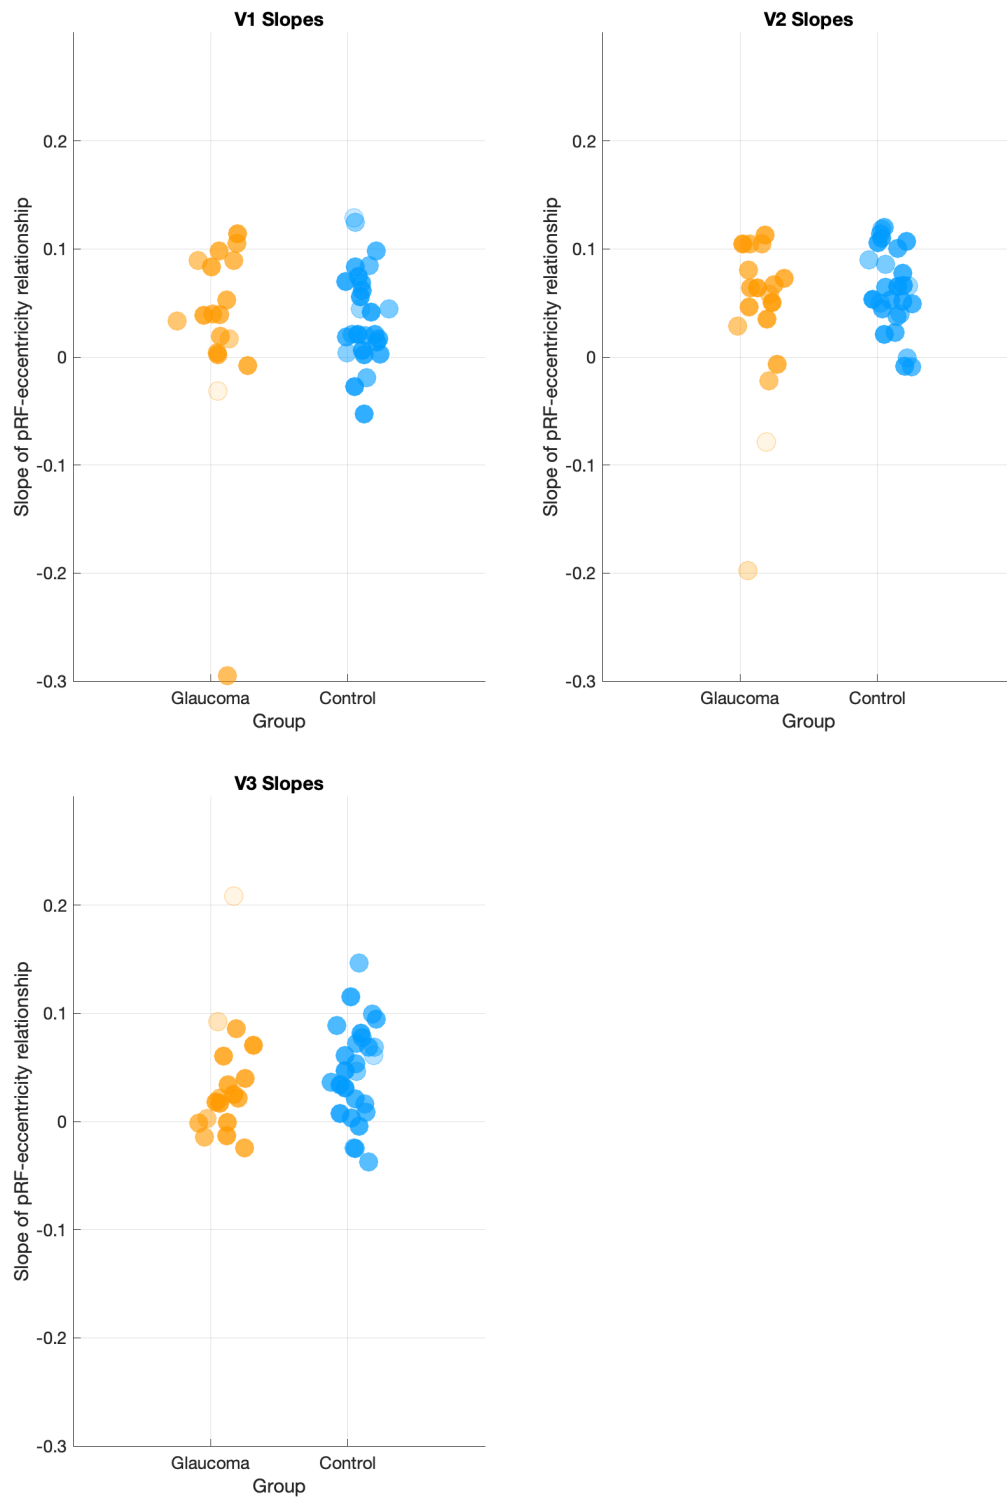 V1 Slopes
Slope of pRF-eccentricity relationship
0.2
0.1
0
-0.1
-0.2
-0.3
Glaucoma
Control
Group
V2 Slopes
Slope of pRF-eccentricity relationship
0.2
0.1
0
-0.1
-0.2
-0.3
Glaucoma
Control
Group
V3 Slopes
Slope of pRF-eccentricity relationship
0.2
0.1
0
-0.1
-0.2
-0.3
Glaucoma
Control
Group